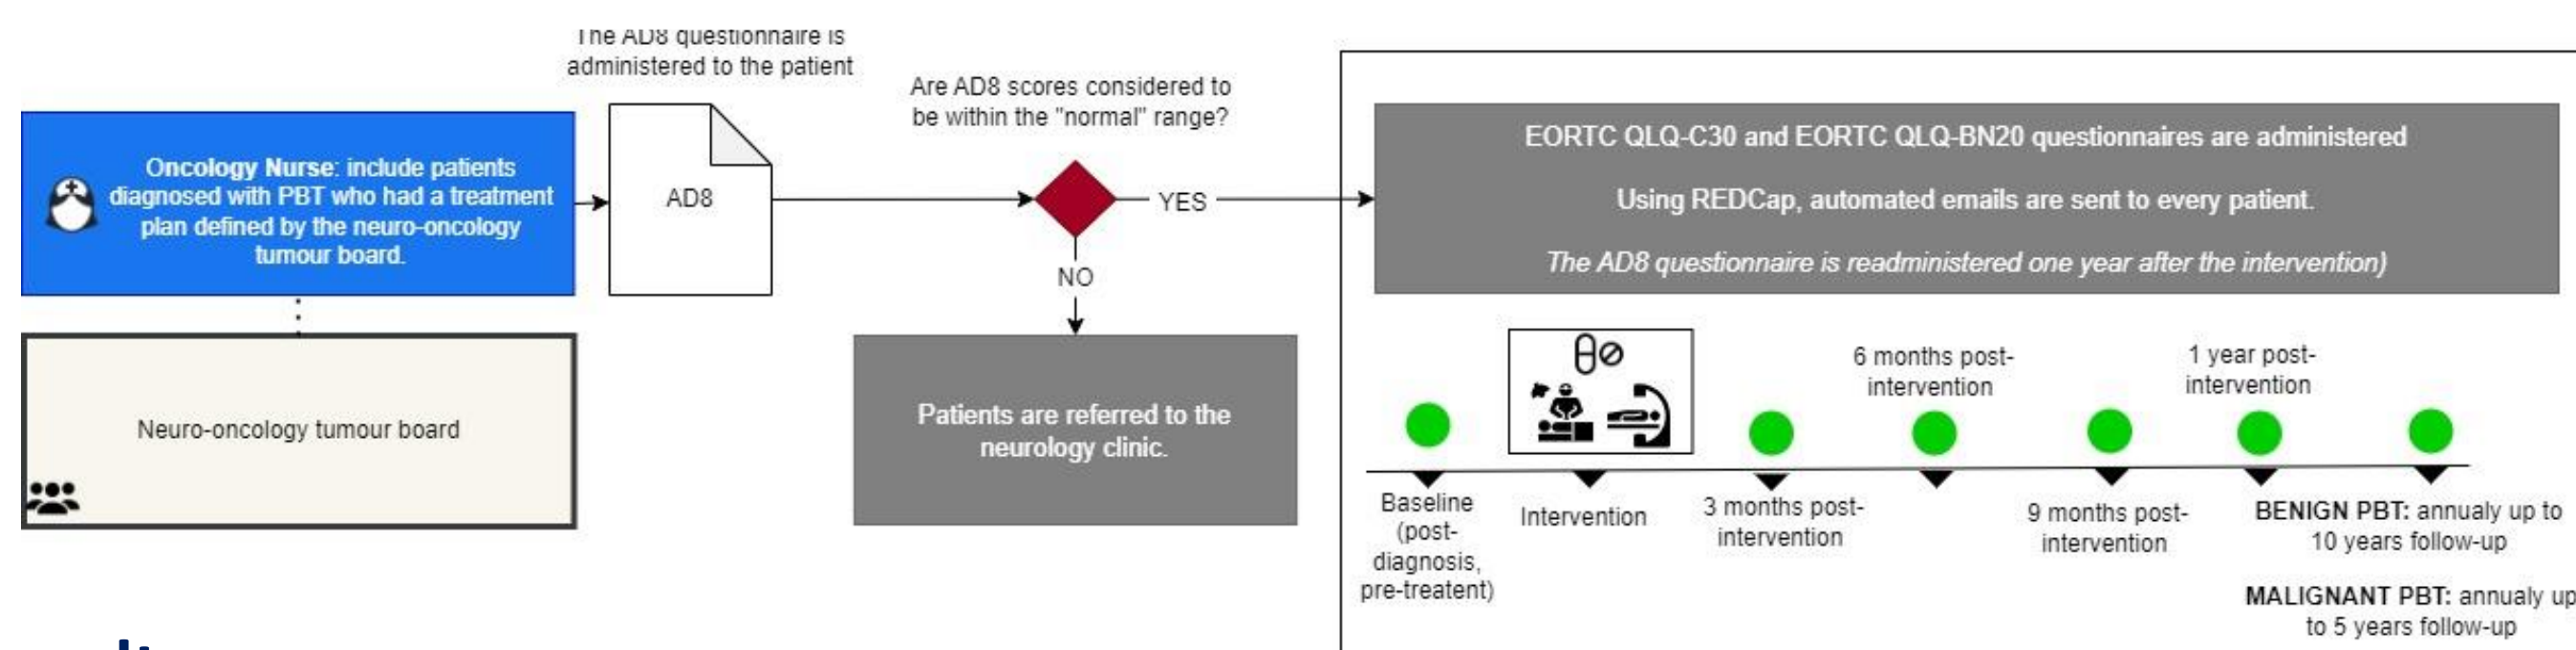 The AD8 questionnaire is
administered to the patient
Are AD8 scores considered to
be within the "normal" range?
Oncology Nurse: include patients
diagnosed with PBT who had a treatment
plan defined by the neuro-oncology
tumour board.
AD8
YES
NO
EORTC QLQ-C30 and EORTC QLQ-BN20 questionnaires are administered
Using REDCap, automated emails are sent to every patient.
The AD8 questionnaire is readministered one year after the intervention)
Neuro-oncology tumour board
Patients are referred to the
neurology clinic.
Baseline
(post-
diagnosis,
pre-treatent)
Intervention
3 months post-
intervention
6 months post-
intervention
9 months post-
intervention
1 year post-
intervention
BENIGN PBT: annualy up to
10 years follow-up
MALIGNANT PBT: annualy up
to 5 years follow-up